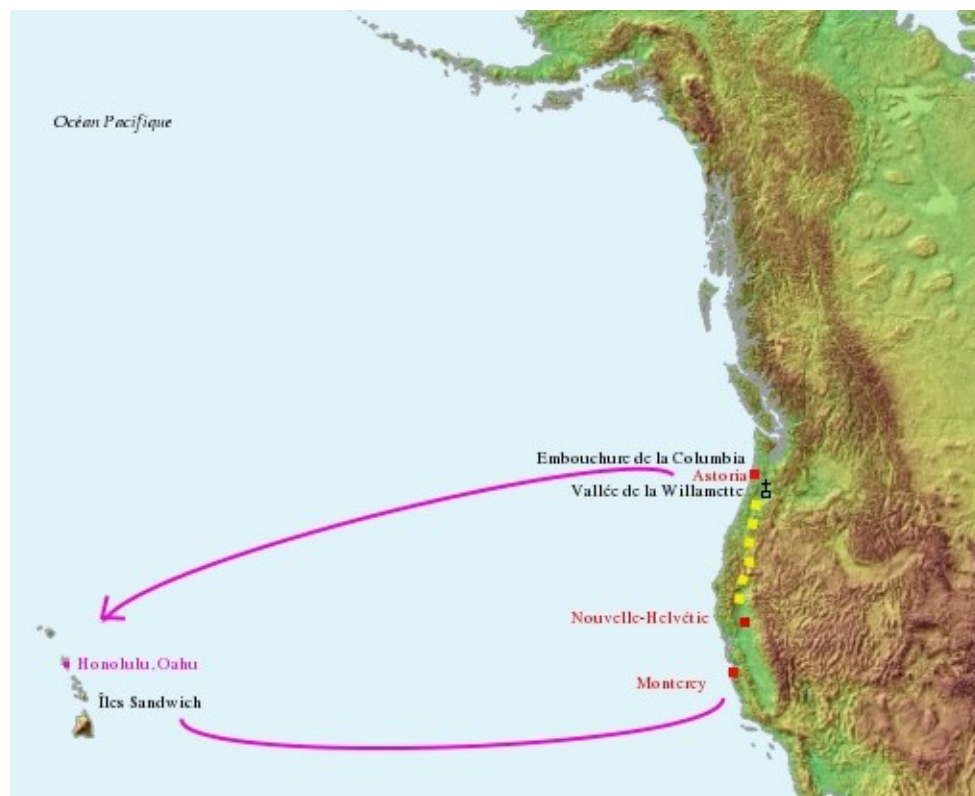 Océan Pacifique
Embouchure de la Columbia
Astoria
Vallée de la Willamette
Nouvelle-Helvétie
Honolulu, Oahu
Monterey
Îles Sandwich